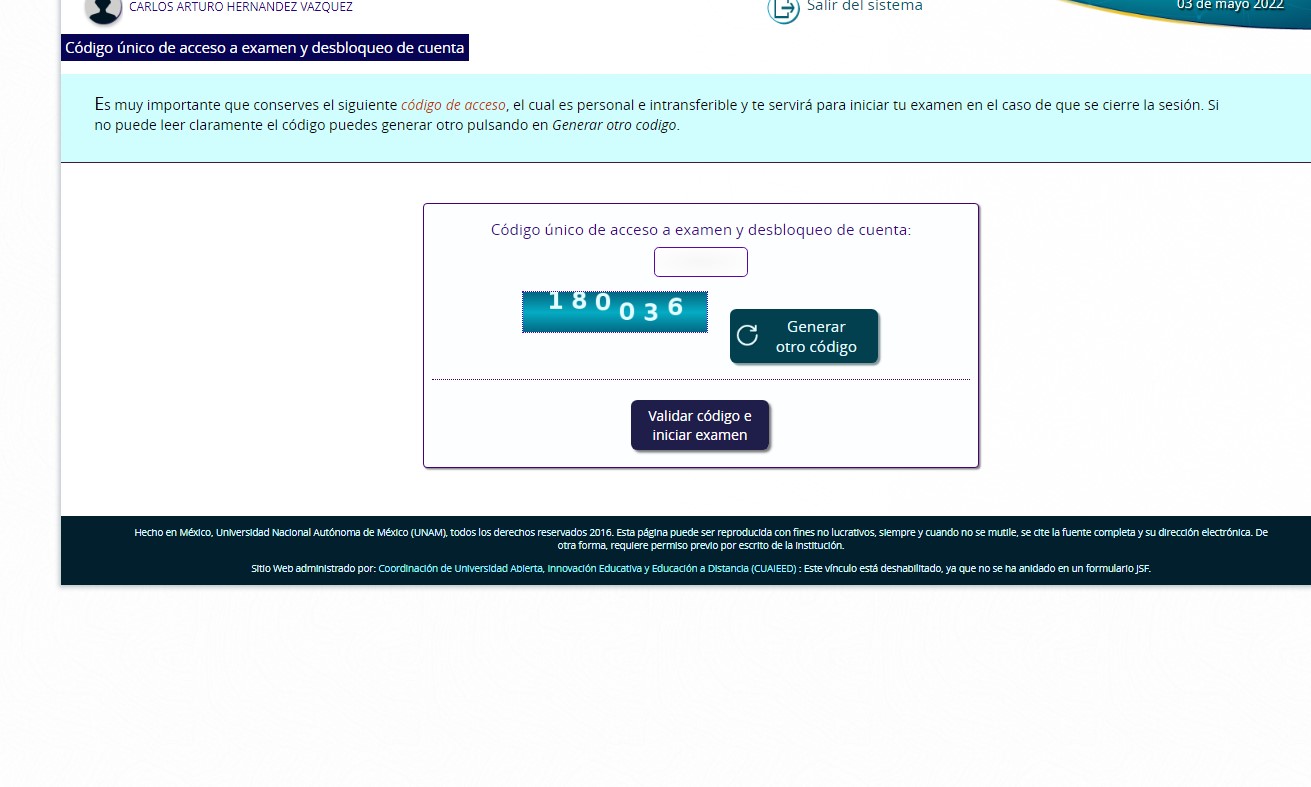 CARLOS ARTURO HERNANDEZ VAZQUEZ
Salir del sistema
03 de mayo 2022
Código único de acceso a examen y desbloqueo de cuenta
Es muy importante que conserves el siguiente código de acceso, el cual es personal e intransferible y te servirá para iniciar tu examen en el caso de que se cierre la sesión. Si
no puede leer claramente el código puedes generar otro pulsando en Generar otro codigo.
Código único de acceso a examen y desbloqueo de cuenta:
180036
Generar
otro código
Validar código e
iniciar examen
Hecho en México, Universidad Nacional Autónoma de México (UNAM), todos los derechos reservados 2016. Esta página puede ser reproducida con fines no lucrativos, siempre y cuando no se mutile, se cite la fuente completa y su dirección electrónica. De
otra forma, requiere permiso previo por escrito de la Institución.
Sitio Web administrado por: Coordinación de Universidad Abierta, Innovación Educativa y Educación a Distancia (CUAIEED) : Este vínculo está deshabilitado, ya que no se ha anidado en un formulario JSF.